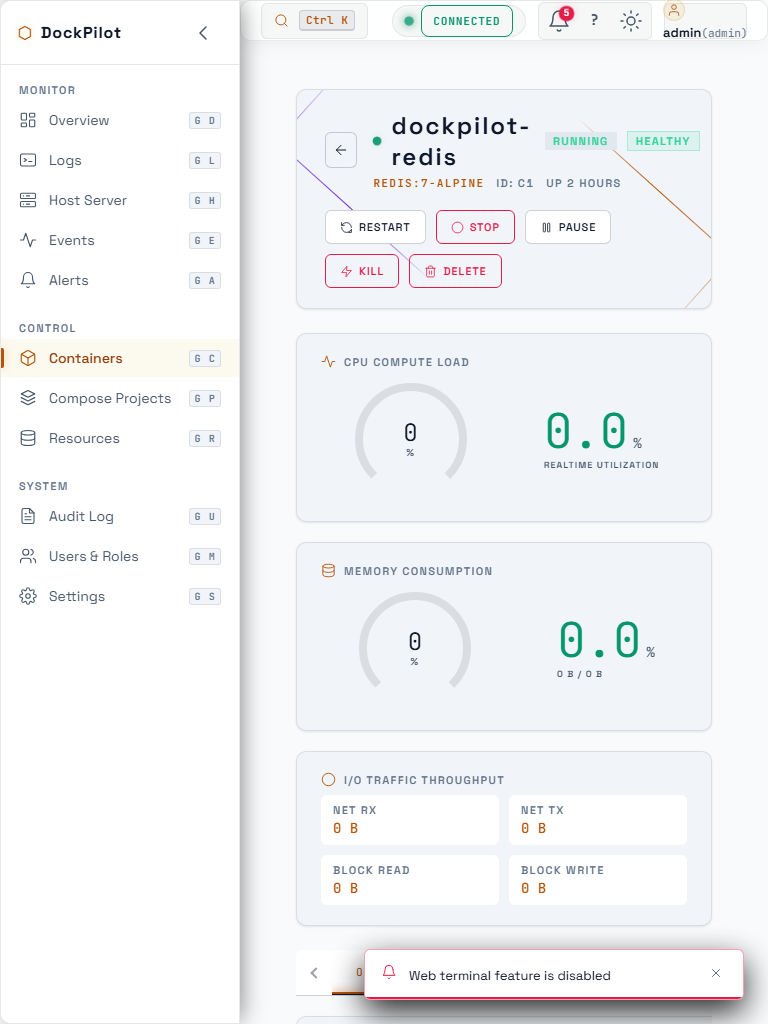 DockPilot
MONITOR
Overview G D
Logs G L
Host Server G H
Events G E
Alerts G A
CONTROL
Containers G C
Compose Projects G P
Resources G R
SYSTEM
Audit Log G U
Users & Roles G M
Settings G S
Ctrl K
CONNECTED
5
?
admin(admin)
dockpilot-
redis
RUNNING HEALTHY
REDIS:7-ALPINE ID: C1 UP 2 HOURS
RESTART STOP PAUSE
KILL DELETE
CPU COMPUTE LOAD
0
%
0.0 %
REALTIME UTILIZATION
MEMORY CONSUMPTION
0
%
0.0 %
0 B / 0 B
I/O TRAFFIC THROUGHPUT
NET RX
0 B
NET TX
0 B
BLOCK READ
0 B
BLOCK WRITE
0 B
Web terminal feature is disabled